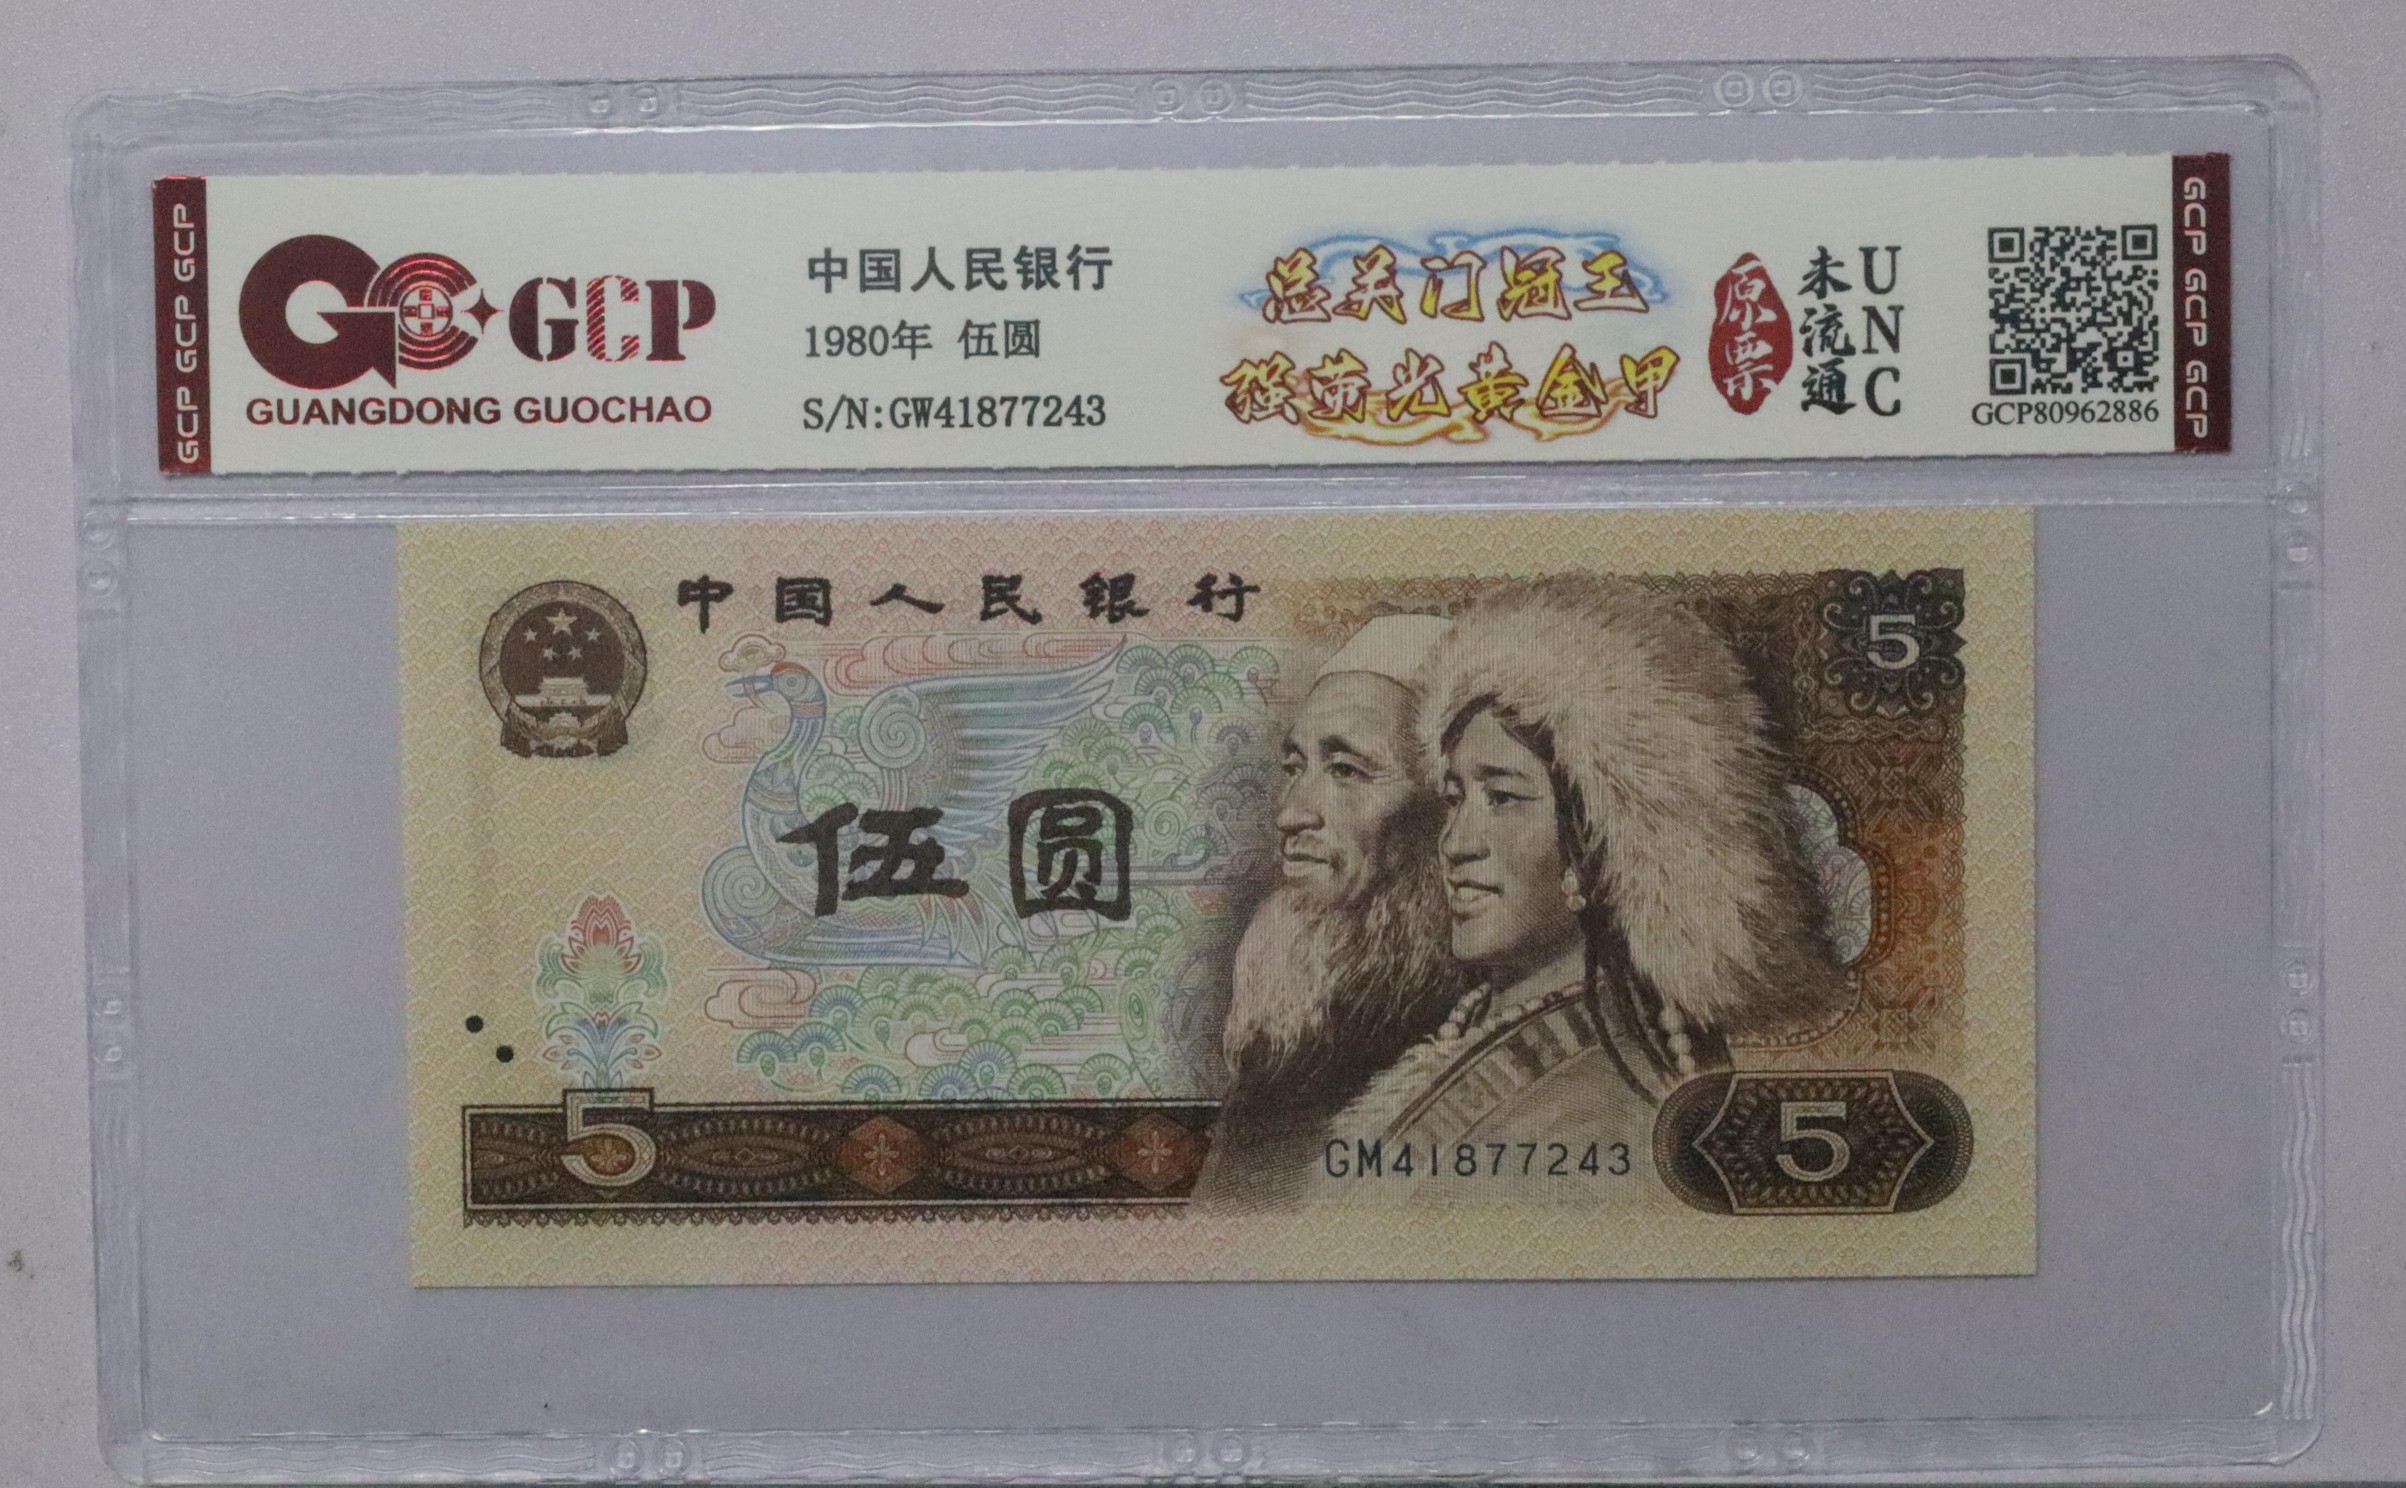 GCP GCP GCP
GCP
GUANGDONG GUOCHAO
中国人民银行
1980年 伍圆
S/N:GW41877243
总关门冠王
强荧光黄金甲
原票
未流通
UNC
GCP80962886
GCP GCP GCP
中国人民银行
5
伍圆
5
GM41877243
5